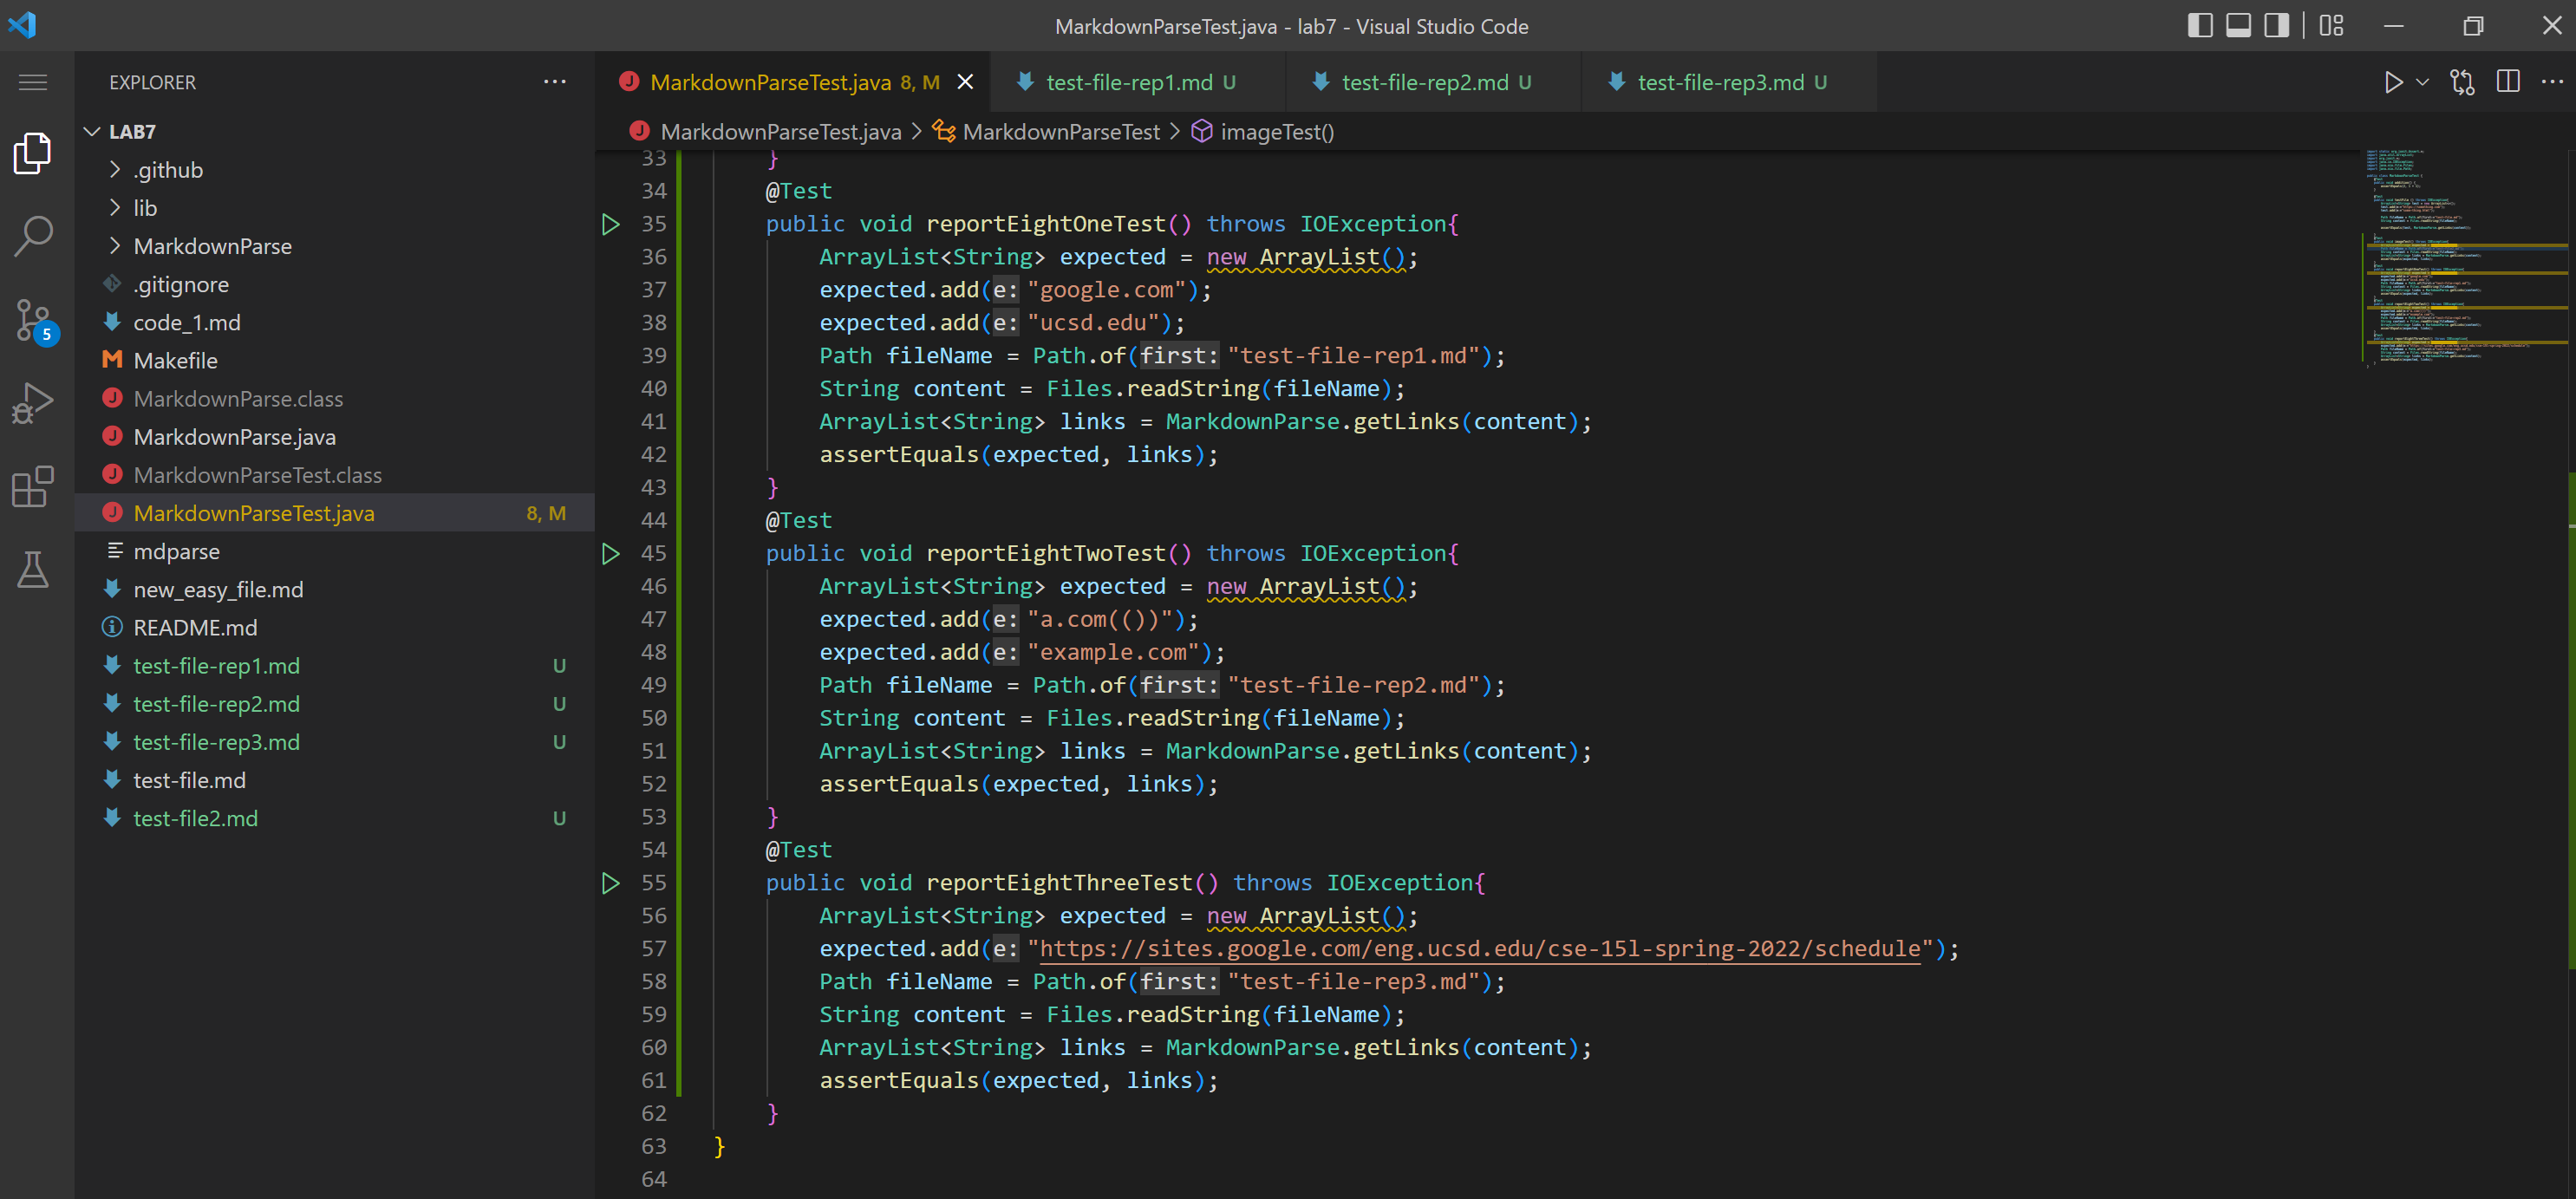 MarkdownParseTest.java - lab7 - Visual Studio Code
EXPLORER
LAB7
.github
lib
MarkdownParse
.gitignore
code_1.md
Makefile
MarkdownParse.class
MarkdownParse.java
MarkdownParseTest.class
MarkdownParseTest.java 8, M
mdparse
new_easy_file.md
README.md
test-file-rep1.md U
test-file-rep2.md U
test-file-rep3.md U
test-file.md
test-file2.md U
5
MarkdownParseTest.java 8, M
test-file-rep1.md U
test-file-rep2.md U
test-file-rep3.md U
MarkdownParseTest.java > MarkdownParseTest > imageTest()
33 }
34 @Test
35 public void reportEightOneTest() throws IOException{
36 ArrayList<String> expected = new ArrayList();
37 expected.add(e: "google.com");
38 expected.add(e: "ucsd.edu");
39 Path fileName = Path.of(first: "test-file-rep1.md");
40 String content = Files.readString(fileName);
41 ArrayList<String> links = MarkdownParse.getLinks(content);
42 assertEquals(expected, links);
43 }
44 @Test
45 public void reportEightTwoTest() throws IOException{
46 ArrayList<String> expected = new ArrayList();
47 expected.add(e: "a.com(())");
48 expected.add(e: "example.com");
49 Path fileName = Path.of(first: "test-file-rep2.md");
50 String content = Files.readString(fileName);
51 ArrayList<String> links = MarkdownParse.getLinks(content);
52 assertEquals(expected, links);
53 }
54 @Test
55 public void reportEightThreeTest() throws IOException{
56 ArrayList<String> expected = new ArrayList();
57 expected.add(e: "https://sites.google.com/eng.ucsd.edu/cse-15l-spring-2022/schedule");
58 Path fileName = Path.of(first: "test-file-rep3.md");
59 String content = Files.readString(fileName);
60 ArrayList<String> links = MarkdownParse.getLinks(content);
61 assertEquals(expected, links);
62 }
63 }
64